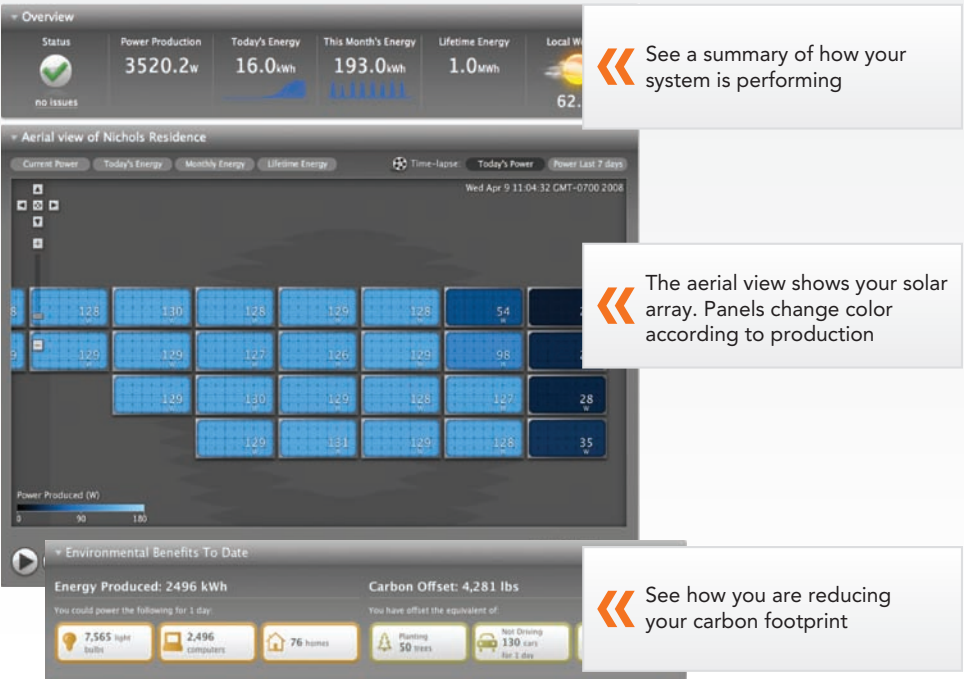 Overview
Status Power Production Today's Energy This Month's Energy Lifetime Energy Local
3520.2w 16.0kWh 193.0kWh 1.0MWh
no issues 62.
See a summary of how your
system is performing
Aerial view of Nichols Residence
Current Power Today's Energy Monthly Energy Lifetime Energy Time-lapse: Today's Power Power Last 7 days
Wed Apr 9 11:04:32 GMT-0700 2008
8 128 130 128 129 128 54 2
W W W W W W
9 129 129 127 126 129 98 2
W W W W W W
129 130 129 128 127 28
W W W W W W
129 131 129 128 35
W W W W W
Power Produced (W)
0 90 180
The aerial view shows your solar
array. Panels change color
according to production
Environmental Benefits To Date
Energy Produced: 2496 kWh Carbon Offset: 4,281 lbs
You could power the following for 1 day: You have offset the equivalent of:
7,565 light bulbs
2,496 computers
76 homes
Planting 50 trees
Not Driving 130 cars for 1 day
See how you are reducing
your carbon footprint